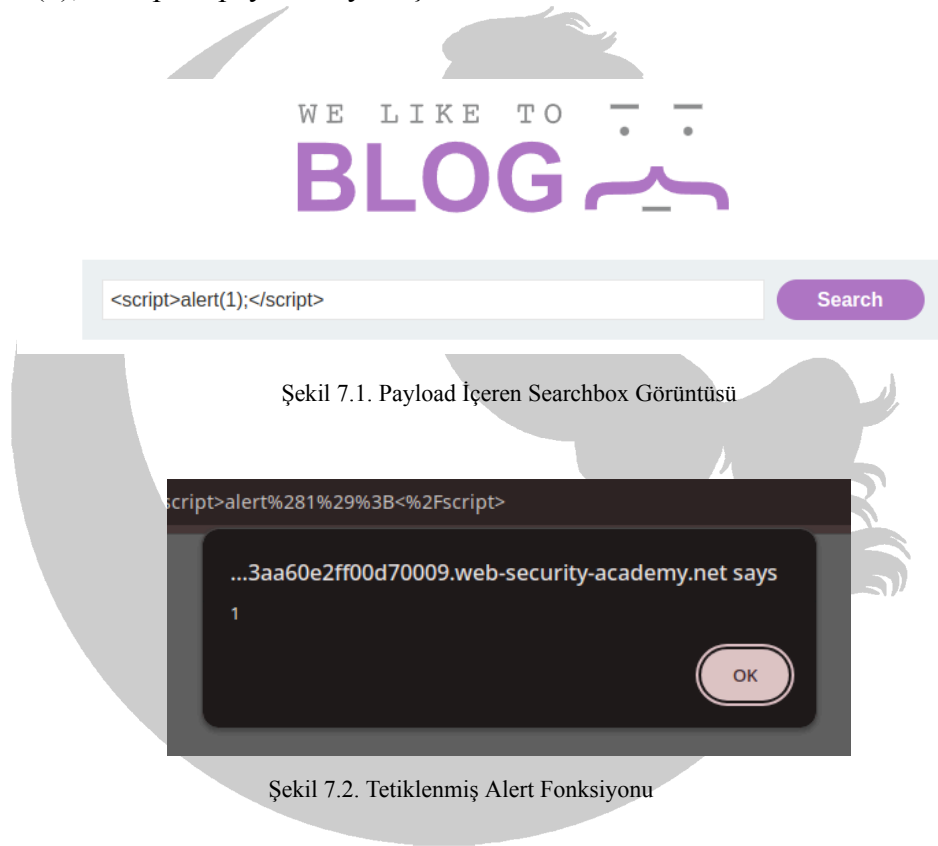 WE LIKE TO
BLOG
<script>alert(1);</script>
Search
Şekil 7.1. Payload İçeren Searchbox Görüntüsü
script>alert%281%29%3B<%2Fscript>
...3aa60e2ff00d70009.web-security-academy.net says
1
OK
Şekil 7.2. Tetiklenmiş Alert Fonksiyonu